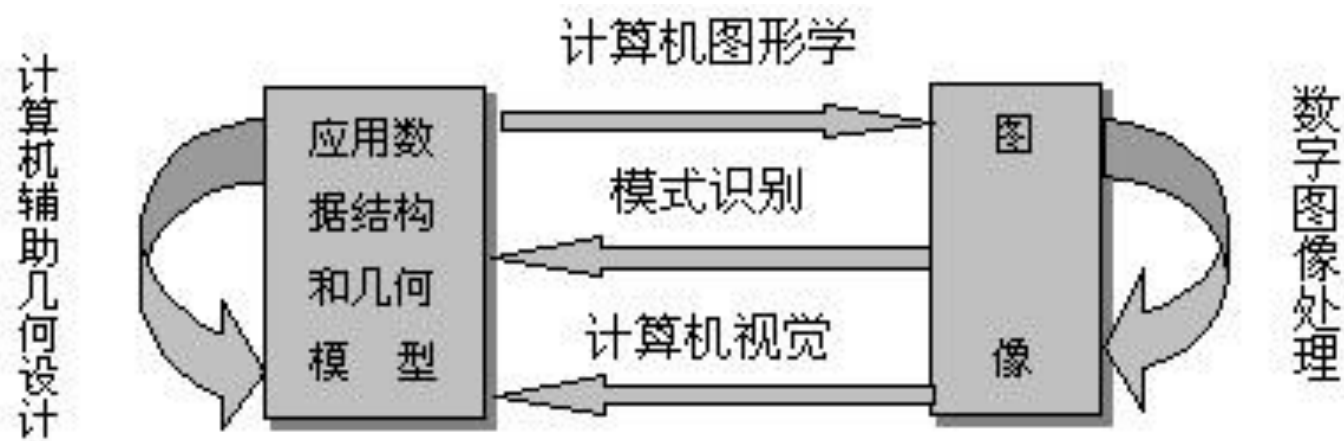 计算机辅助几何设计
应用数
据结构
和几何
模 型
计算机图形学
模式识别
计算机视觉
图
像
数字图像处理